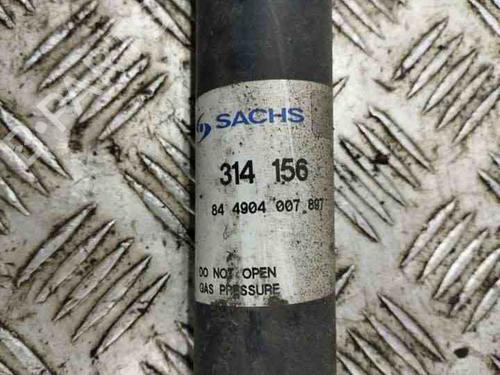 SACHS
314 156
84 4904 007 897
DO NOT OPEN
GAS PRESSURE